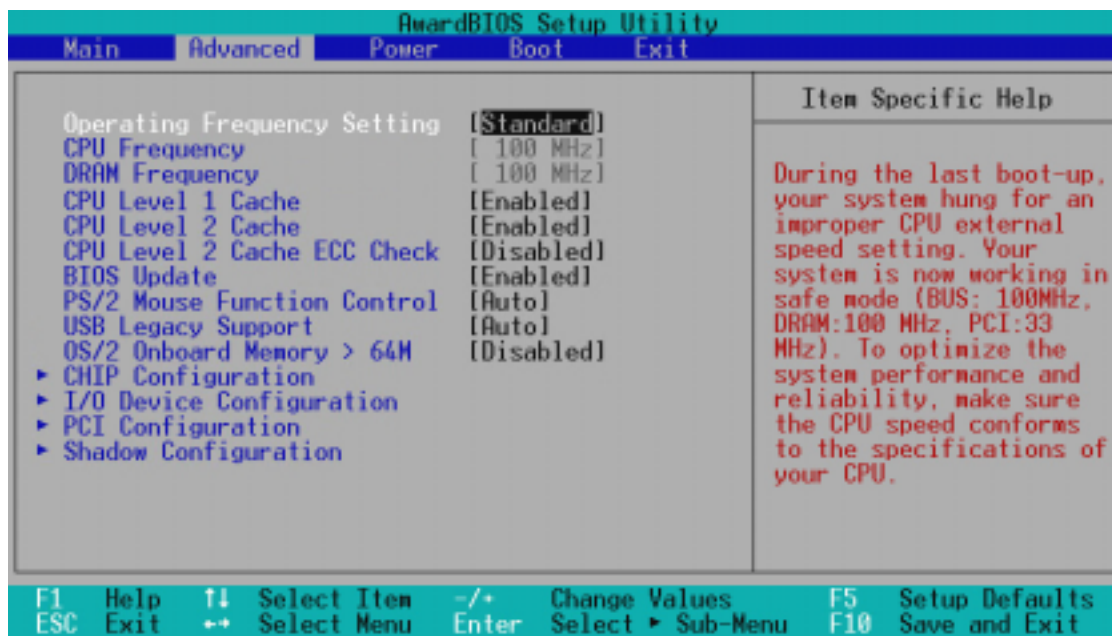 AwardBIOS Setup Utility
Main Advanced Power Boot Exit
Operating Frequency Setting [Standard]
CPU Frequency [ 100 MHz]
DRAM Frequency [ 100 MHz]
CPU Level 1 Cache [Enabled]
CPU Level 2 Cache [Enabled]
CPU Level 2 Cache ECC Check [Disabled]
BIOS Update [Enabled]
PS/2 Mouse Function Control [Auto]
USB Legacy Support [Auto]
OS/2 Onboard Memory > 64M [Disabled]
► CHIP Configuration
► I/O Device Configuration
► PCI Configuration
► Shadow Configuration
Item Specific Help
During the last boot-up,
your system hung for an
improper CPU external
speed setting. Your
system is now working in
safe mode (BUS: 100MHz,
DRAM:100 MHz, PCI:33
MHz). To optimize the
system performance and
reliability, make sure
the CPU speed conforms
to the specifications of
your CPU.
F1 Help ↑↓ Select Item -/+ Change Values F5 Setup Defaults
ESC Exit ←→ Select Menu Enter Select ► Sub-Menu F10 Save and Exit